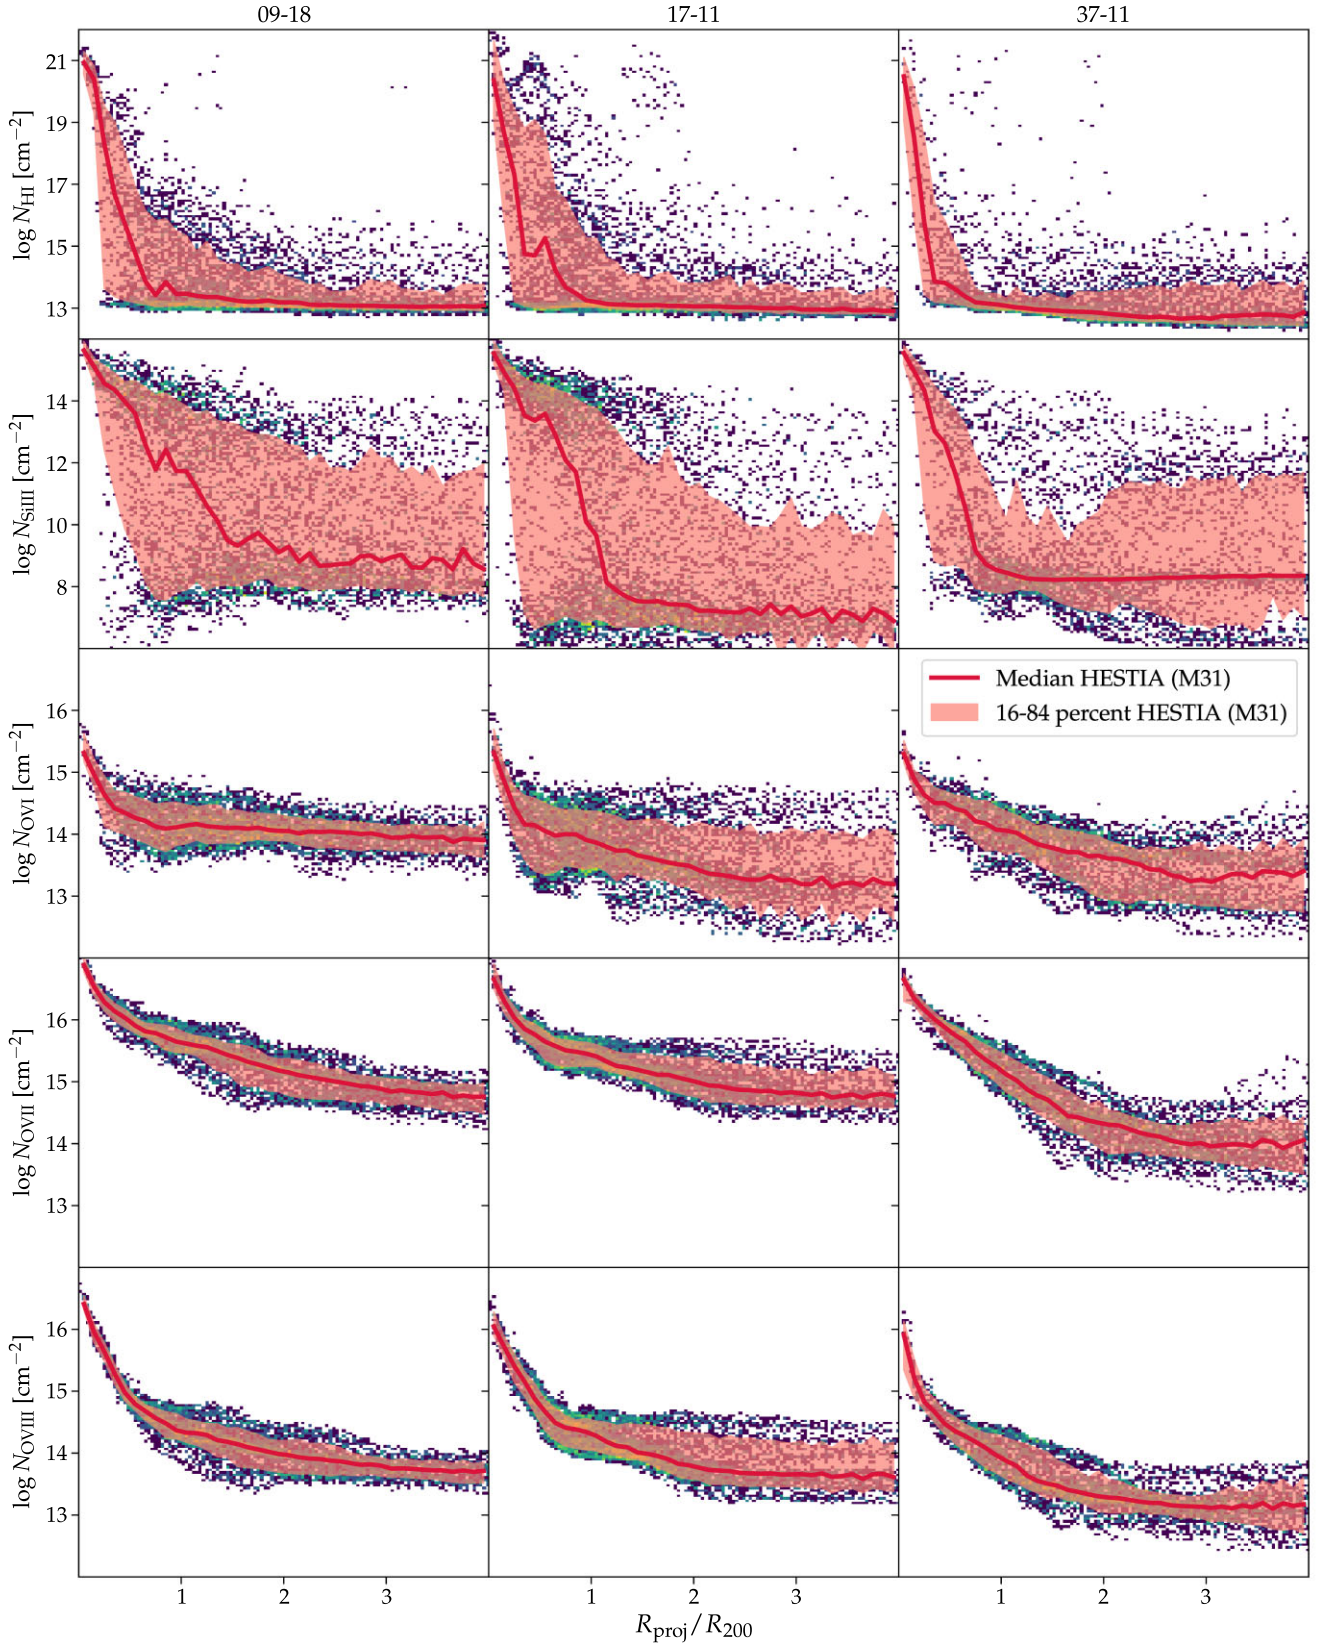 09-18 17-11 37-11
log N_HI [cm⁻²]
21
19
17
15
13
log N_SiIII [cm⁻²]
14
12
10
8
Median HESTIA (M31)
16-84 percent HESTIA (M31)
log N_OVI [cm⁻²]
16
15
14
13
log N_OVII [cm⁻²]
16
15
14
13
log N_OVIII [cm⁻²]
16
15
14
13
1 2 3 1 2 3 1 2 3
R_proj/R_200